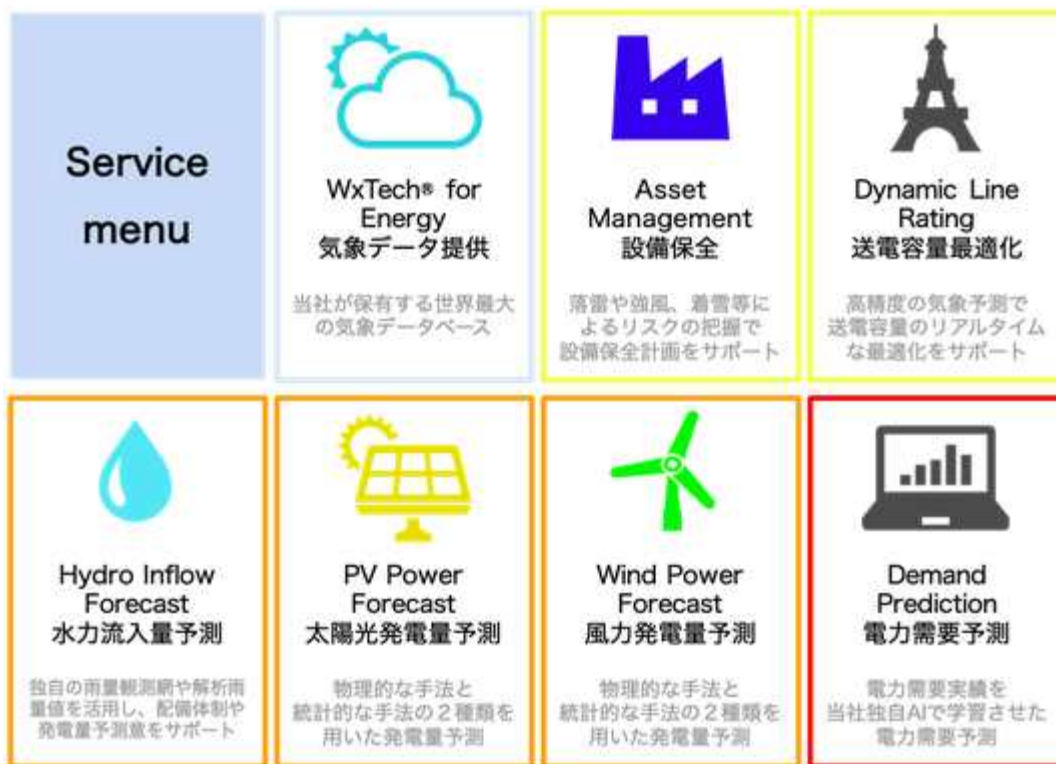 Service
menu
WxTech® for
Energy
気象データ提供
当社が保有する世界最大
の気象データベース
Asset
Management
設備保全
落雷や強風、着雪等に
よるリスクの把握で
設備保全計画をサポート
Dynamic Line
Rating
送電容量最適化
高精度の気象予測で
送電容量のリアルタイム
な最適化をサポート
Hydro Inflow
Forecast
水力流入量予測
独自の雨量観測網や解析雨
量値を活用し、配備体制や
発電量予測意をサポート
PV Power
Forecast
太陽光発電量予測
物理的な手法と
統計的な手法の2種類を
用いた発電量予測
Wind Power
Forecast
風力発電量予測
物理的な手法と
統計的な手法の2種類を
用いた発電量予測
Demand
Prediction
電力需要予測
電力需要実績を
当社独自AIで学習させた
電力需要予測